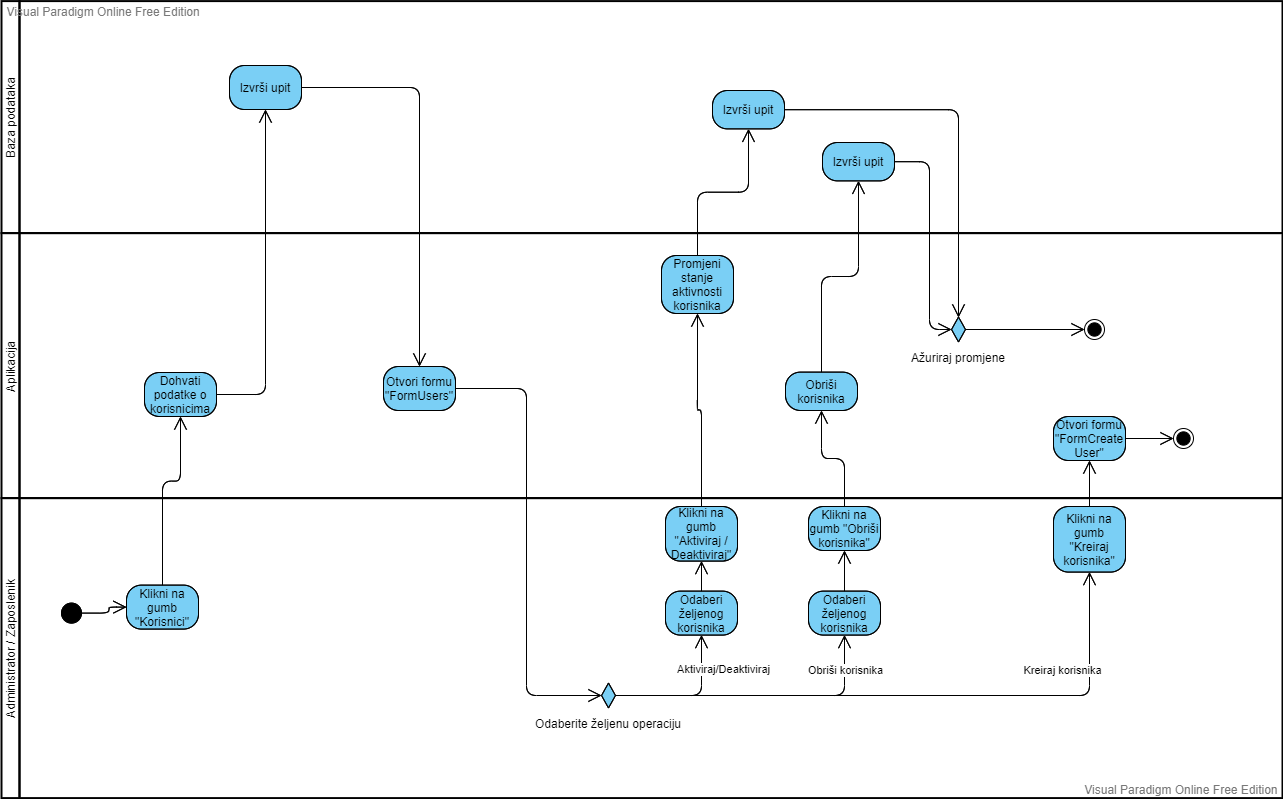 Visual Paradigm Online Free Edition
Baza podataka
Izvrši upit
Izvrši upit
Izvrši upit
Aplikacija
Promjeni
stanje
aktivnosti
korisnika
Ažuriraj promjene
Dohvati
podatke o
korisnicima
Otvori formu
"FormUsers"
Obriši
korisnika
Otvori formu
"FormCreate
User"
Administrator / Zaposlenik
Klikni na
gumb
"Korisnici"
Klikni na
gumb
"Aktiviraj /
Deaktiviraj"
Klikni na
gumb "Obriši
korisnika"
Klikni na
gumb
"Kreiraj
korisnika"
Odaberi
željenog
korisnika
Odaberi
željenog
korisnika
Aktiviraj/Deaktiviraj
Obriši korisnika
Kreiraj korisnika
Odaberite željenu operaciju
Visual Paradigm Online Free Edition